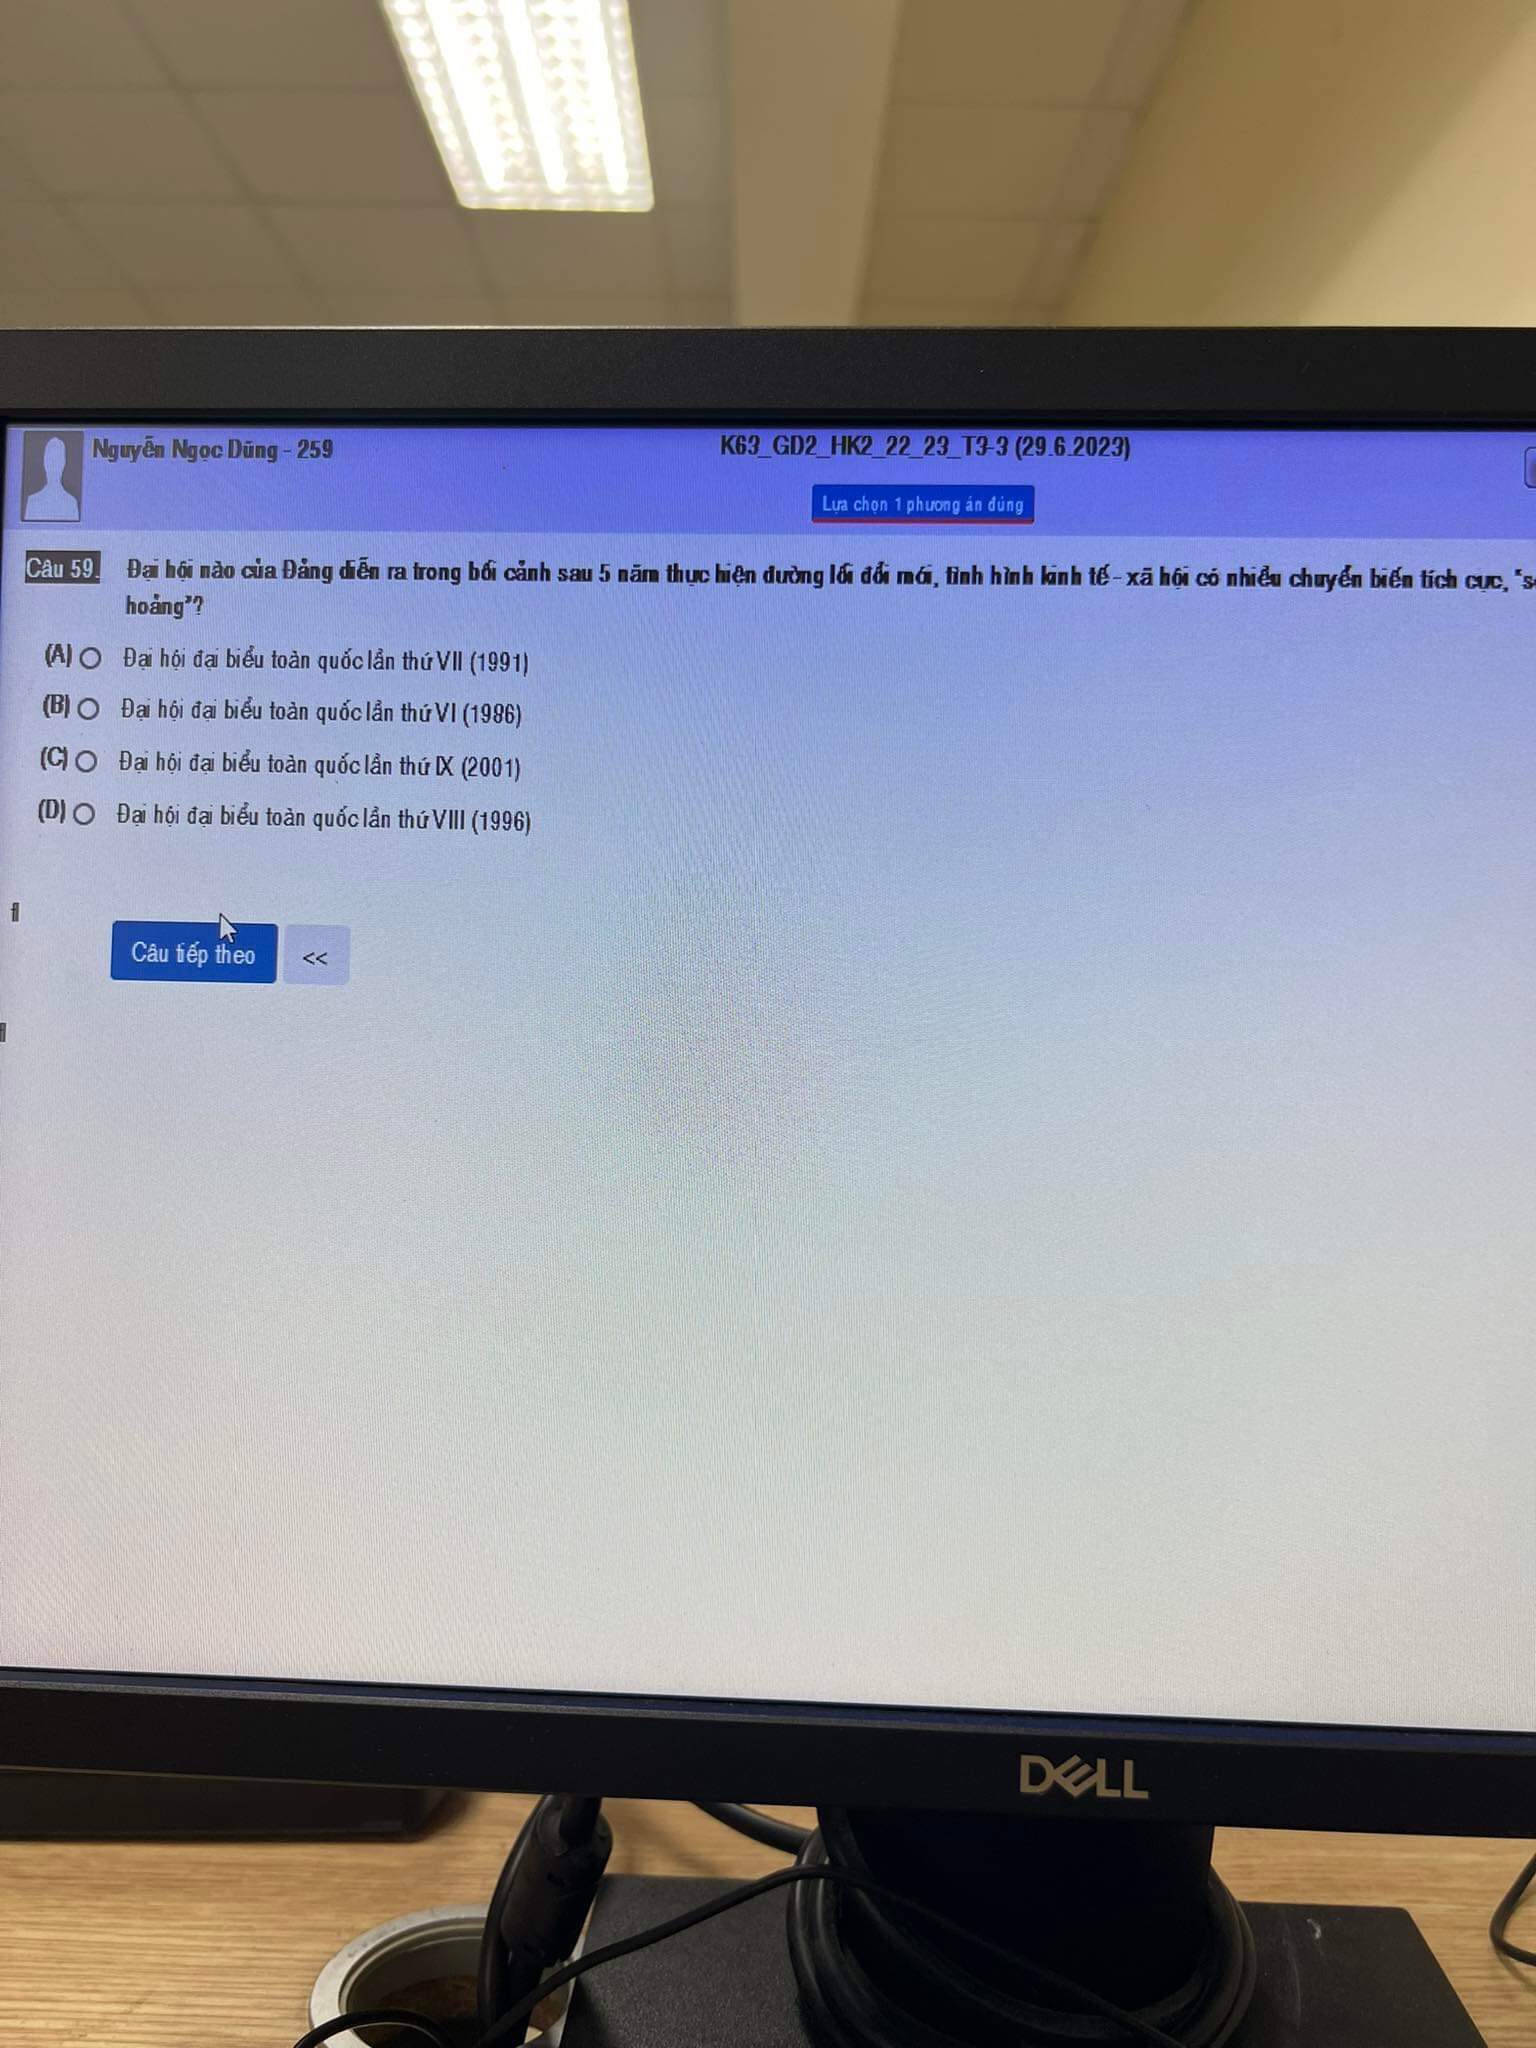 Nguyễn Ngọc Dũng - 259
K63_GD2_HK2_22_23_T3-3 (29.6.2023)
Lựa chọn 1 phương án đúng
Câu 59. Đại hội nào của Đảng diễn ra trong bối cảnh sau 5 năm thực hiện đường lối đổi mới, tình hình kinh tế - xã hội có nhiều chuyển biến tích cực,
hoảng"?
(A) Đại hội đại biểu toàn quốc lần thứ VII (1991)
(B) Đại hội đại biểu toàn quốc lần thứ VI (1986)
(C) Đại hội đại biểu toàn quốc lần thứ IX (2001)
(D) Đại hội đại biểu toàn quốc lần thứ VIII (1996)
Câu tiếp theo <<
DELL